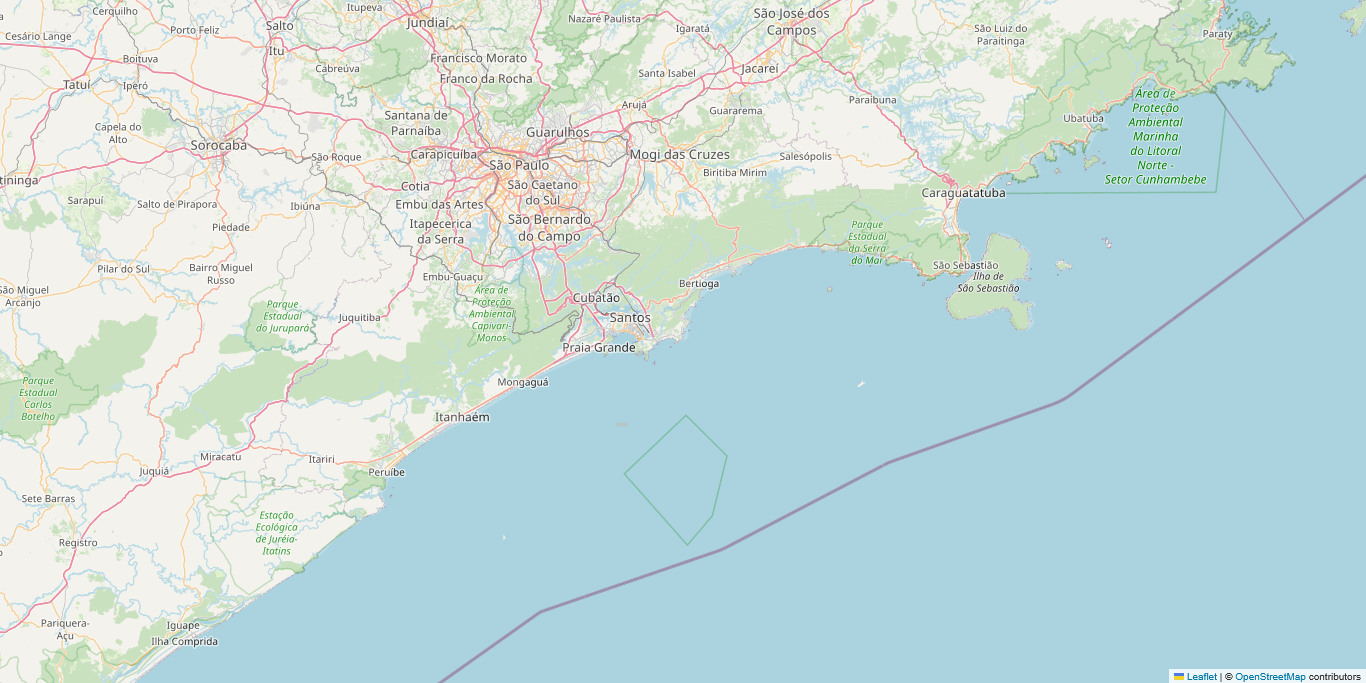 Itupeva
Nazaré Paulista
São José dos
Campos
Cerquilho
Jundiaí
Salto
Porto Feliz
Igaratá
São Luiz do
Paraitinga
Paraty
Cesário Lange
Itu
Boituva
Francisco Morato
Cabreúva
Franco da Rocha
Santa Isabel
Jacareí
Tatuí
Iperó
Área de
Proteção
Ambiental
Marinha
do Litoral
Norte -
Setor Cunhambebe
Arujá
Guararema
Paraibuna
Santana de
Parnaíba
Ubatuba
Capela do
Alto
Guarulhos
Sorocaba
São Roque
Carapicuíba
Mogi das Cruzes
Salesópolis
São Paulo
Biritiba Mirim
ininga
Cotia
São Caetano
do Sul
Caraguatatuba
Sarapuí
Salto de Pirapora
Ibiúna
Embu das Artes
Piedade
Itapecerica
da Serra
São Bernardo
do Campo
Parque
Estadual
da Serra
do Mar
Pilar do Sul
Bairro Miguel
Russo
Embu-Guaçu
São Sebastião
Ilha de
São Sebastião
São Miguel
Arcanjo
Bertioga
Área de
Proteção
Ambiental
Capivari-
Monos
Cubatão
Parque
Estadual
do Jurupará
Juquitiba
Santos
Praia Grande
Parque
Estadual
Carlos
Botelho
Mongaguá
Itanhaém
Miracatu
Itariri
Juquiá
Peruíbe
Sete Barras
Estação
Ecológica
de Juréia-
Itatins
Registro
Pariquera-
Açu
Iguape
Ilha Comprida
Leaflet | © OpenStreetMap contributors